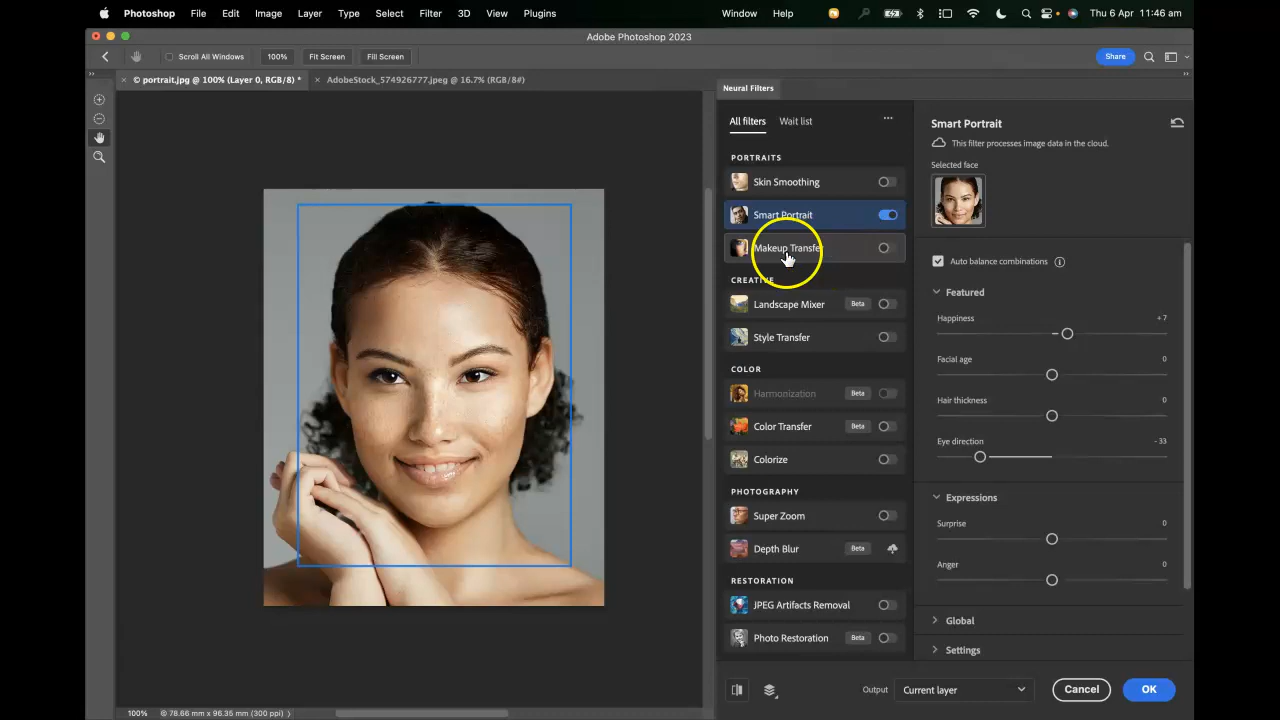 Photoshop File Edit Image Layer Type Select Filter 3D View Plugins Window Help Thu 6 Apr 11:46 am
Adobe Photoshop 2023
Scroll All Windows 100% Fit Screen Fill Screen Share
© portrait.jpg @ 100% (Layer 0, RGB/8) * AdobeStock_574926777.jpeg @ 16.7% (RGB/8#)
Neural Filters
All filters Wait list
PORTRAITS
Skin Smoothing
Smart Portrait
Makeup Transfer
CREATIVE
Landscape Mixer Beta
Style Transfer
COLOR
Harmonization Beta
Color Transfer Beta
Colorize
PHOTOGRAPHY
Super Zoom
Depth Blur Beta
RESTORATION
JPEG Artifacts Removal
Photo Restoration Beta
Smart Portrait
This filter processes image data in the cloud.
Selected face
Auto balance combinations
Featured
Happiness +7
Facial age 0
Hair thickness 0
Eye direction -33
Expressions
Surprise 0
Anger 0
Global
Settings
Output Current layer Cancel OK
100% 78.66 mm x 96.35 mm (300 ppi)